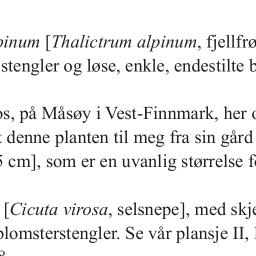 pinum [Thalictrum alpinum, fjellfrø
stengler og løse, enkle, endestilte b
os, på Måsøy i Vest-Finnmark, her o
t denne planten til meg fra sin gård
5 cm], som er en uvanlig størrelse f
[Cicuta virosa, selsnepe], med skje
blomsterstengler. Se vår plansje II,